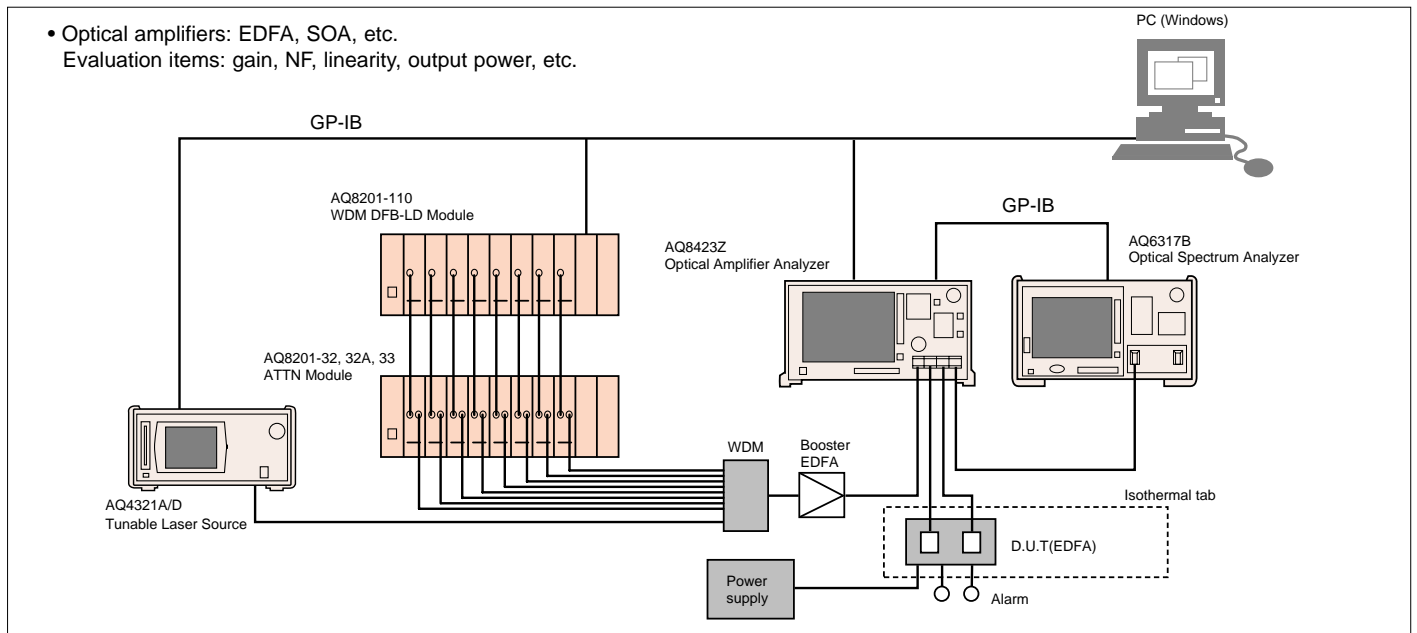 • Optical amplifiers: EDFA, SOA, etc.
Evaluation items: gain, NF, linearity, output power, etc.
PC (Windows)
GP-IB
AQ8201-110
WDM DFB-LD Module
GP-IB
AQ8423Z
Optical Amplifier Analyzer
AQ6317B
Optical Spectrum Analyzer
AQ8201-32, 32A, 33
ATTN Module
WDM
Booster
EDFA
AQ4321A/D
Tunable Laser Source
Isothermal tab
D.U.T(EDFA)
Power
supply
Alarm